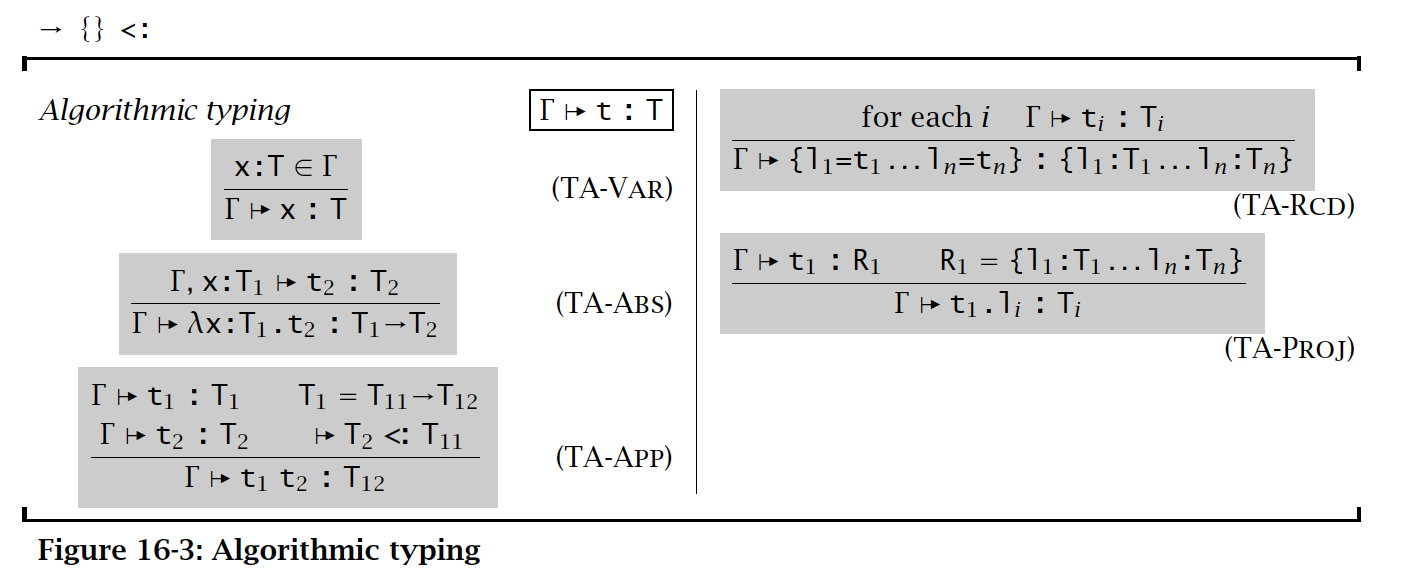 → {} <:
Algorithmic typing
Γ ↦ t : T
x:T ∈ Γ
Γ ↦ x : T
(TA-VAR)
Γ, x:T₁ ↦ t₂ : T₂
Γ ↦ λx:T₁.t₂ : T₁→T₂
(TA-ABS)
Γ ↦ t₁ : T₁ T₁ = T₁₁→T₁₂
Γ ↦ t₂ : T₂ ↦ T₂ <: T₁₁
Γ ↦ t₁ t₂ : T₁₂
(TA-APP)
for each i Γ ↦ tᵢ : Tᵢ
Γ ↦ {l₁=t₁…lₙ=tₙ} : {l₁:T₁…lₙ:Tₙ}
(TA-RCD)
Γ ↦ t₁ : R₁ R₁ = {l₁:T₁…lₙ:Tₙ}
Γ ↦ t₁.lᵢ : Tᵢ
(TA-PROJ)
Figure 16-3: Algorithmic typing